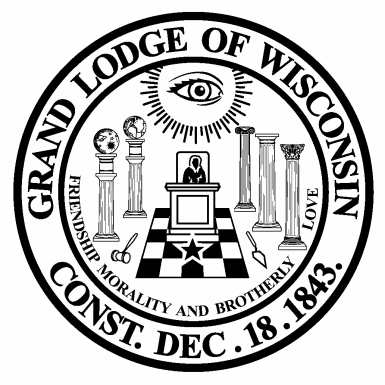 GRAND LODGE OF WISCONSIN
FRIENDSHIP MORALITY AND BROTHERLY LOVE
CONST. DEC. 18. 1843.